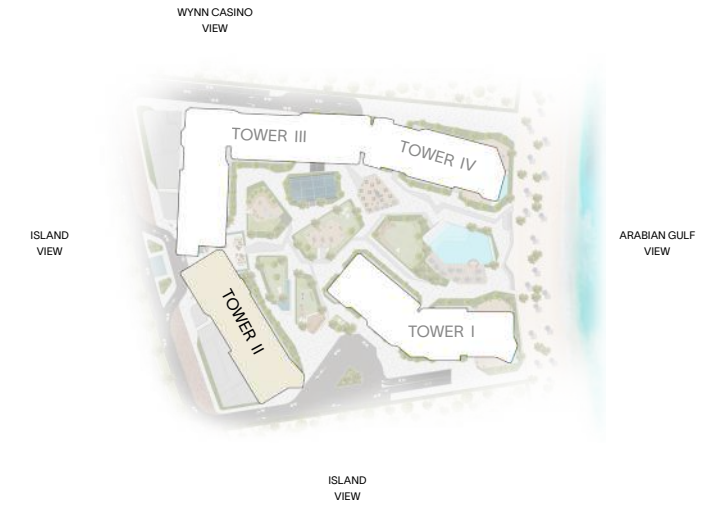 WYNN CASINO
VIEW
TOWER III
TOWER IV
ISLAND
VIEW
ARABIAN GULF
VIEW
TOWER II
TOWER I
ISLAND
VIEW